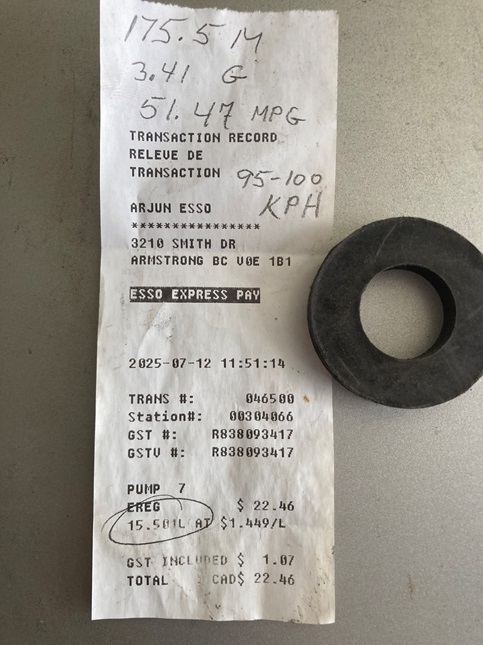 175.5 M
3.41 G
51.47 MPG
TRANSACTION RECORD
RELEVE DE
TRANSACTION
95-100
KPH
ARJUN ESSO
****************
3210 SMITH DR
ARMSTRONG BC V0E 1B1
ESSO EXPRESS PAY
2025-07-12 11:51:14
TRANS #: 046500
Station#: 00304066
GST #: R838093417
GSTV #: R838093417
PUMP 7
EREG $ 22.46
15.501L AT $1.449/L
GST INCLUDED $ 1.07
TOTAL CAD$ 22.46